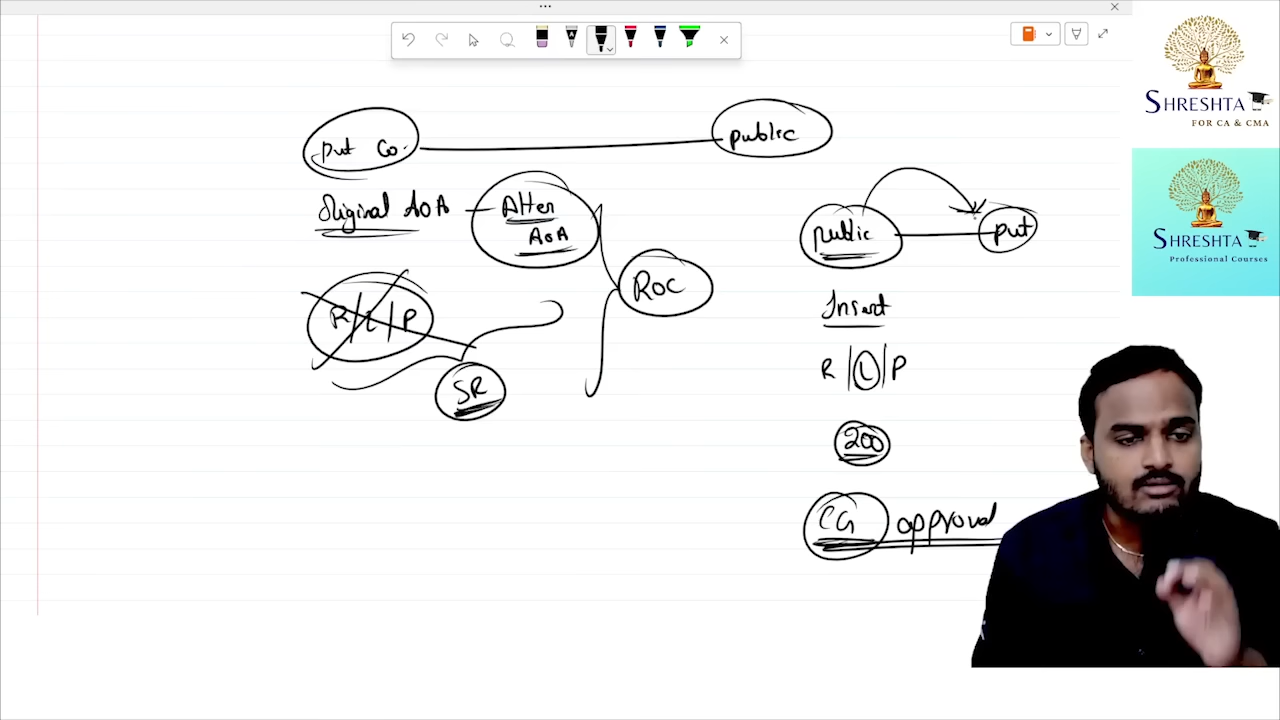 SHRESHTA
FOR CA & CMA
SHRESHTA
Professional Courses
pvt Co.
public
Original AOA
Alter
AOA
ROC
R|L|P
SR
public
pvt
Insert
R|L|P
200
CG approval